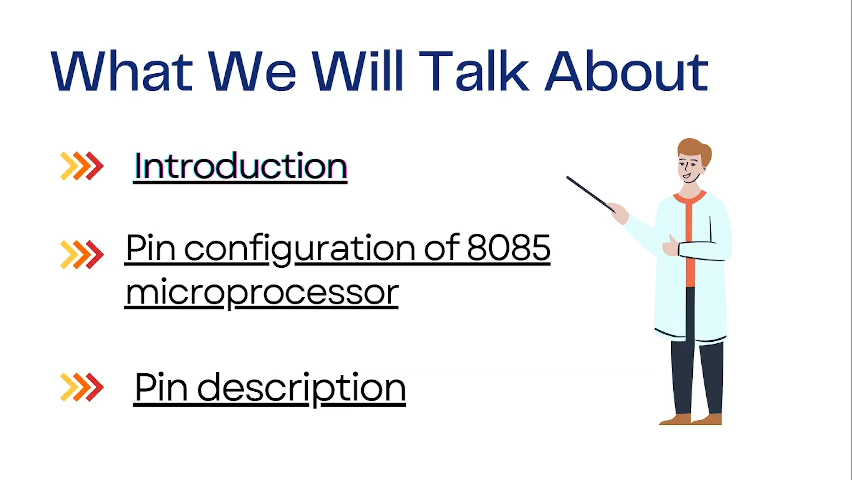 What We Will Talk About
Introduction
Pin configuration of 8085
microprocessor
Pin description